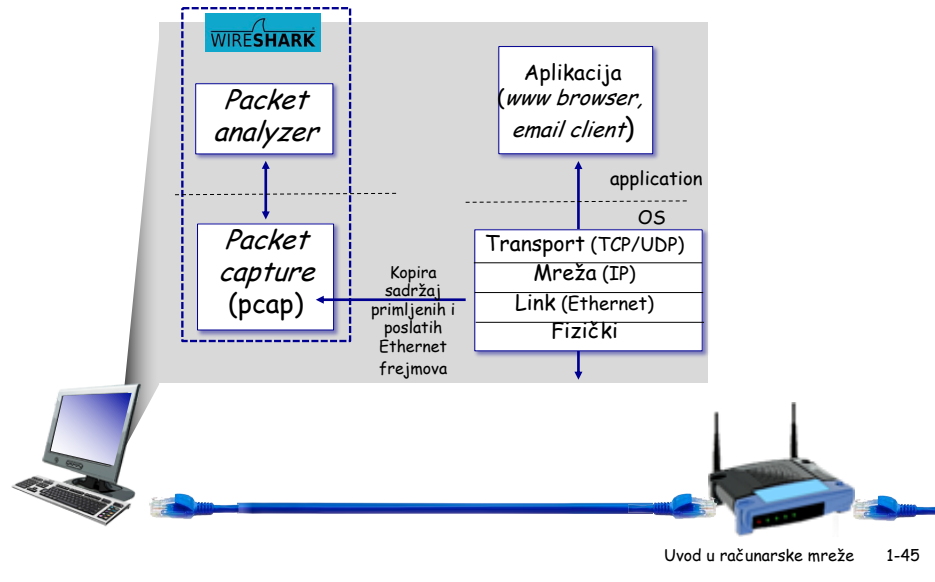 WIRESHARK
Packet
analyzer
Packet
capture
(pcap)
Kopira
sadržaj
primljenih i
poslatih
Ethernet
frejmova
Aplikacija
(www browser,
email client)
application
OS
Transport (TCP/UDP)
Mreža (IP)
Link (Ethernet)
Fizički
Uvod u računarske mreže 1-45